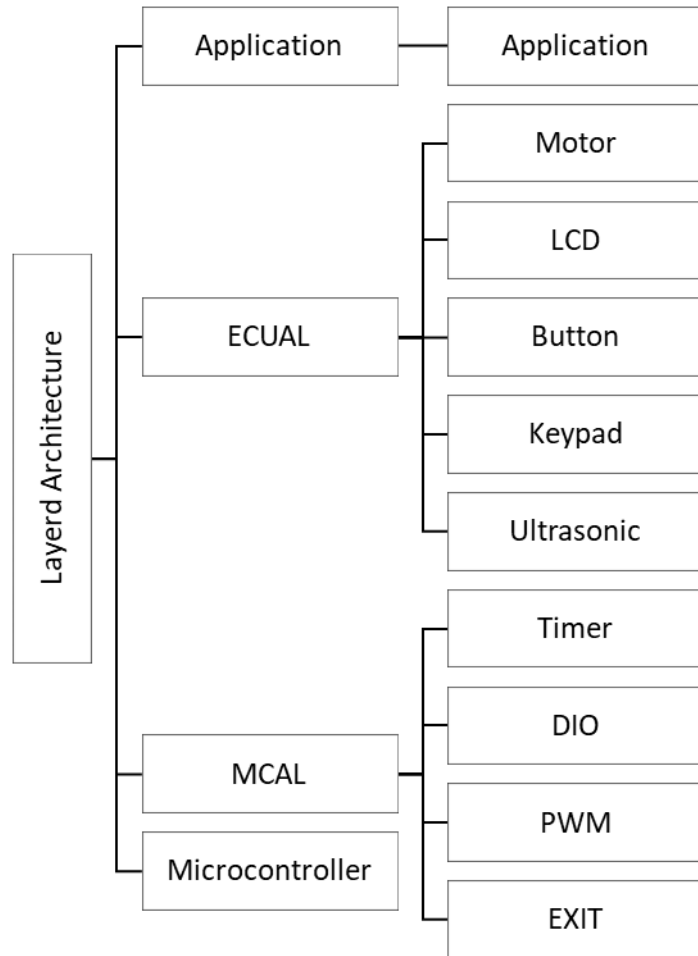 Layerd Architecture
Application
Application
ECUAL
Motor
LCD
Button
Keypad
Ultrasonic
MCAL
Timer
DIO
PWM
EXIT
Microcontroller